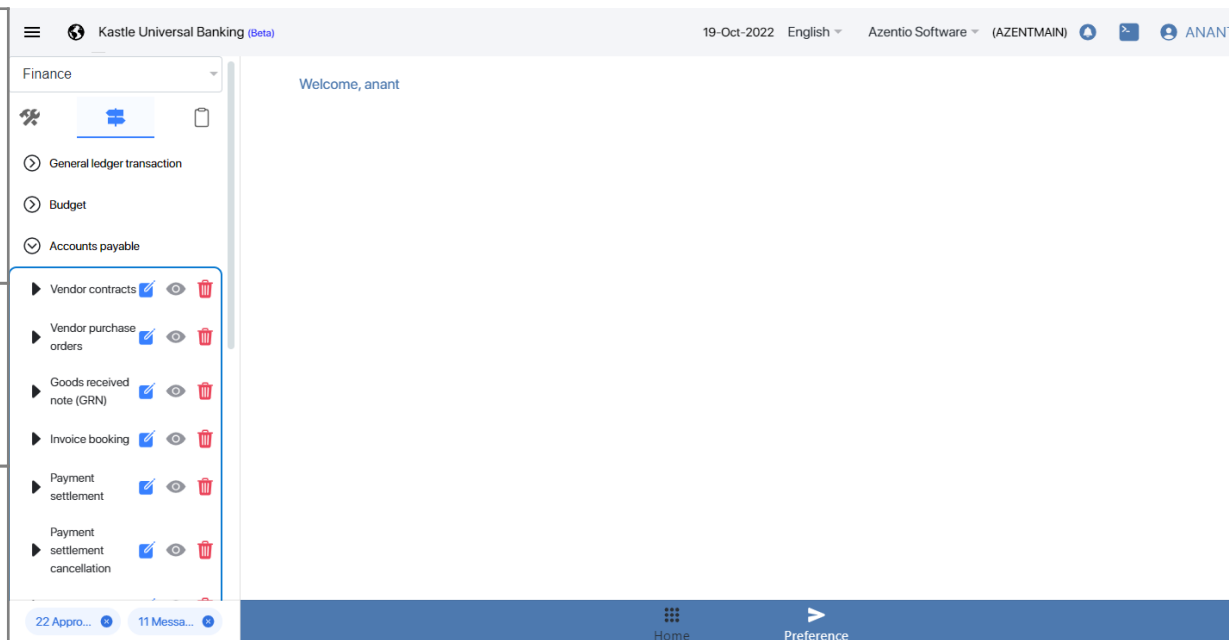 Kastle Universal Banking (Beta)
19-Oct-2022 English Azentio Software (AZENTMAIN) ANANT
Finance
Welcome, anant
General ledger transaction
Budget
Accounts payable
Vendor contracts
Vendor purchase
orders
Goods received
note (GRN)
Invoice booking
Payment
settlement
Payment
settlement
cancellation
22 Appro... 11 Messa...
Home Preference